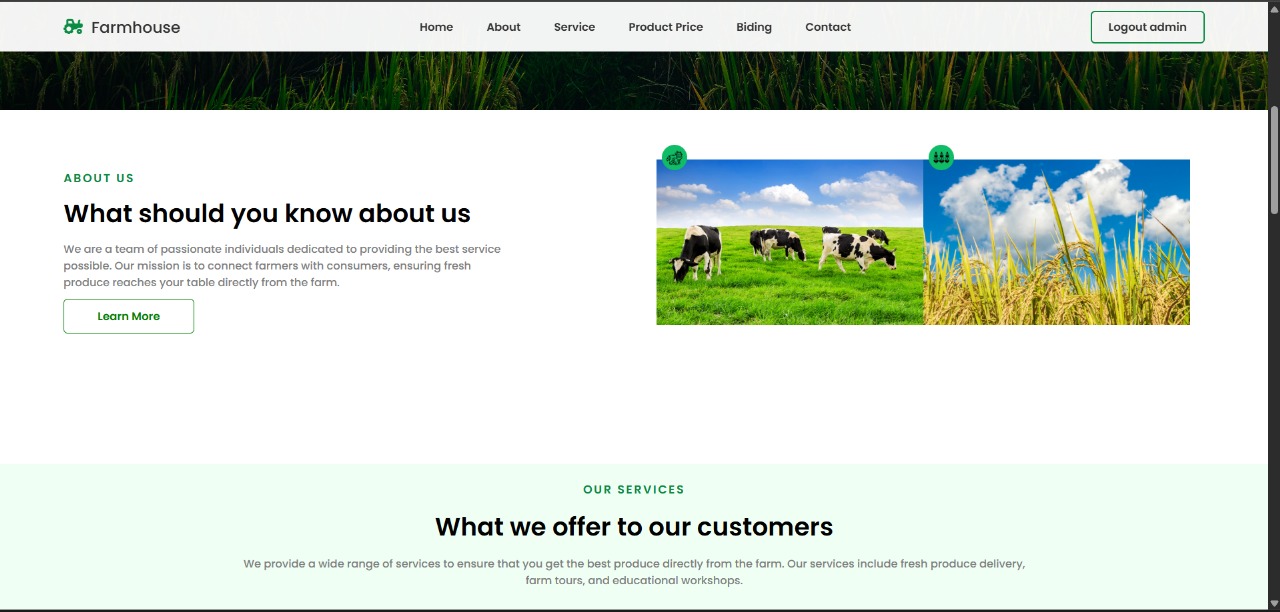 Farmhouse
Home About Service Product Price Biding Contact
Logout admin
ABOUT US
What should you know about us
We are a team of passionate individuals dedicated to providing the best service
possible. Our mission is to connect farmers with consumers, ensuring fresh
produce reaches your table directly from the farm.
Learn More
OUR SERVICES
What we offer to our customers
We provide a wide range of services to ensure that you get the best produce directly from the farm. Our services include fresh produce delivery,
farm tours, and educational workshops.